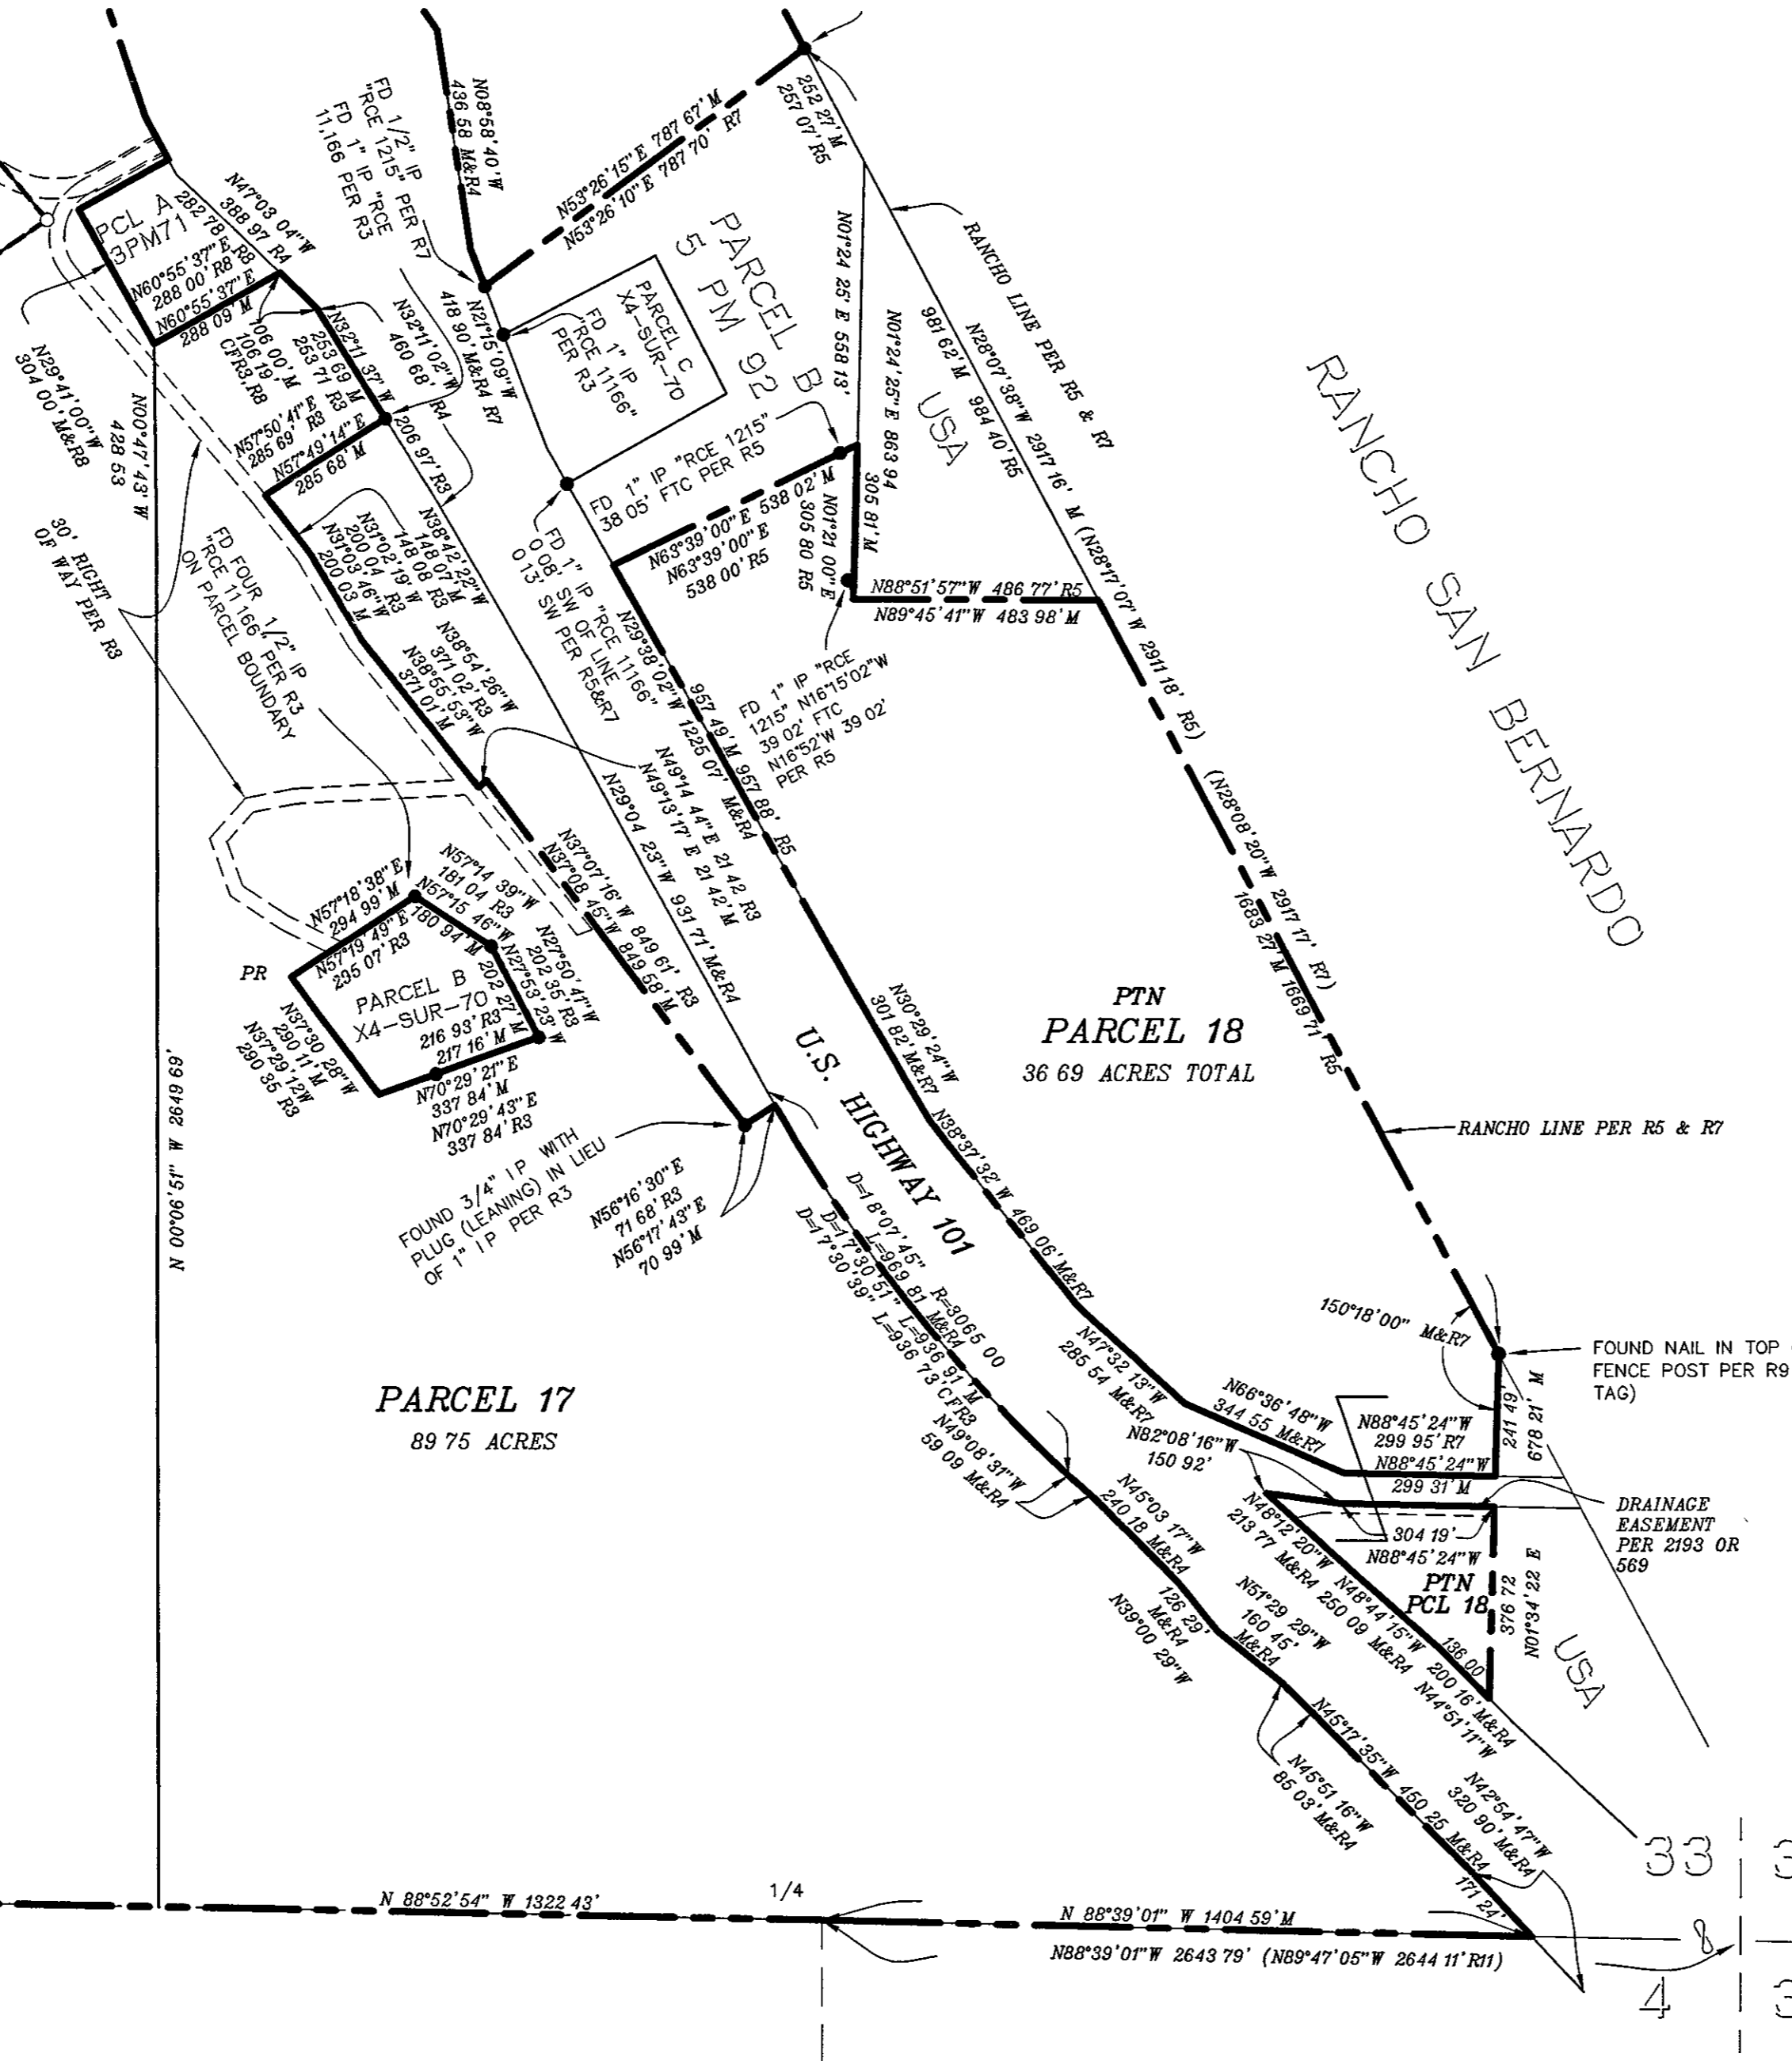 PCL A
3PM71
N60°55'37"E
288 00' R8
N60°55'37"E
288 09' M
N47°03 04"W
388 97 R4
282 78' R8
106 00'M
106 19'
CFR3,R8
N29°41'00"W
304 00'M&R8
N00°47'43'W
428 53
30' RIGHT
OF WAY PER R3
FD 1/2" IP
"RCE 1215" PER R7
FD 1" IP "RCE
11,166 PER R3
N08°58'40'W
436 58 M&R4
N53°26'15"E 787 67' M
N53°26'10"E 787 70' R7
252 27'M
257 07'R5
RANCHO LINE PER R5 & R7
PARCEL B
5 PM 92
PARCEL C
X4-SUR-70
FD 1" IP
"RCE 11166"
PER R3
N21°15'09"W
418 90' M&R4 R7
N32°11'02"W
460 68' R4
N32°11 37' W
253 69 M
253 71 R3
206 97' R3
N57°50'41"E
285 69' R3
N57°49'14"E
285 68' M
148 07'M
148 08 R3
N31°02'19"W
200 04 R3
N31°03'46"W
200 03 M
N38°42'22"W
N38°54'26"W
371 02'R3
N38°55'53"W
371 01'M
FD FOUR 1/2" IP
"RCE 11166" PER R3
ON PARCEL BOUNDARY
FD 1" IP "RCE 1215"
38 05' FTC PER R5
N63°39'00"E 538 02'M
N63°39'00"E
538 00'R5
FD 1" IP "RCE 11166"
0 08' SW OF LINE
0 13' SW PER R5&R7
N01°24 25' E 558 13'
N01°24'25"E 863 94
305 81'M
N01°21 00"E
305 80 R5
981 62'M 984 40'R5
N28°07'38"W 2917 16' M (N28°17'07' W 2911 18' R5)
(N28°08'20"W 2917 17' R7)
1683 27'M 1669 71' R5
USA
RANCHO SAN BERNARDO
N88°51'57"W 486 77'R5
N89°45'41"W 483 98'M
FD 1" IP "RCE
1215" N16°15'02"W
39 02' FTC
N16°52'W 39 02'
PER R5
N29°38'02"W 1225 07' M&R4
957 49'M 957 88' R5
N49°14 44"E 21 42 R3
N49°13'17' E 21 42'M
N29°04 23"W 931 71'M&R4
N37°07'16"W 849 61' R3
N37°08 45"W 849 58'M
N57°18'38"E
294 99'M
N57°19'49"E
295 07'R3
N57°14 39"W
181 04 R3
N57°15 46"W
180 94'M
PR
PARCEL B
X4-SUR-70
N27°50'41"W
202 35'R3
N27°53'23'W
202 27'M
216 93'R3
217 16'M
N37°30 28"W
290 11'M
N37°29'12W
290 35 R3
N70°29'21"E
337 84'M
N70°29'43"E
337 84'R3
FOUND 3/4" IP WITH
PLUG (LEANING) IN LIEU
OF 1" IP PER R3
N56°16'30"E
71 68'R3
N56°17'43"E
70 99'M
N 00°06'51" W 2649 69'
U.S. HIGHWAY 101
D=18°07'45" R=3065 00
L=969 81 M&R4
D=17°30'51" L=936 91'M
D=17°30'39" L=936 73'CFR3
N30°29'24"W
301 82'M&R7
N38°37'32'W 469 06'M&R7
PTN
PARCEL 18
36 69 ACRES TOTAL
RANCHO LINE PER R5 & R7
150°18'00" M&R7
FOUND NAIL IN TOP
FENCE POST PER R9
TAG)
N47°32 13"W
285 54 M&R7
N66°36'48"W
344 55 M&R7
N88°45'24"W
299 95'R7
N88°45'24"W
299 31'M
241 49'
678 21' M
N82°08'16"W
150 92'
DRAINAGE
EASEMENT
PER 2193 OR
569
304 19'
N88°45'24"W
PTN
PCL 18
376 72
N01°34'22 E
N48°12'20"W
213 77 M&R4
N48°44'15"W
250 09 M&R4
136 00'
200 16'M&R4
N44°51'11"W
USA
PARCEL 17
89 75 ACRES
N49°08'31"W
59 09 M&R4
N45°03 17"W
240 18 M&R4
126 29'
M&R4
N39°00 29"W
N51°29 29"W
160 45'
M&R4
N45°17'35"W 450 25 M&R4
N45°51 16"W
85 03'M&R4
N42°54'47"W
320 90'M&R4
171 24'
N 88°52'54" W 1322 43'
1/4
N 88°39'01" W 1404 59'M
N88°39'01"W 2643 79' (N89°47'05"W 2644 11'R11)
33
3
8
4
3